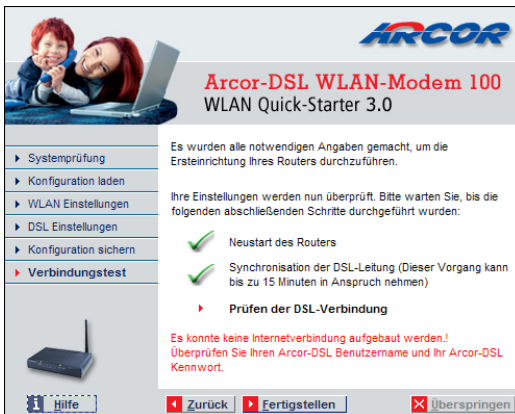 ARCOR
Arcor-DSL WLAN-Modem 100
WLAN Quick-Starter 3.0
Systemprüfung
Konfiguration laden
WLAN Einstellungen
DSL Einstellungen
Konfiguration sichern
Verbindungstest
Es wurden alle notwendigen Angaben gemacht, um die
Ersteinrichtung Ihres Routers durchzuführen.
Ihre Einstellungen werden nun überprüft. Bitte warten Sie, bis die
folgenden abschließenden Schritte durchgeführt wurden:
Neustart des Routers
Synchronisation der DSL-Leitung (Dieser Vorgang kann
bis zu 15 Minuten in Anspruch nehmen)
Prüfen der DSL-Verbindung
Es konnte keine Internetverbindung aufgebaut werden.!
Überprüfen Sie Ihren Arcor-DSL Benutzername und Ihr Arcor-DSL
Kennwort.
Hilfe
Zurück
Fertigstellen
Überspringen